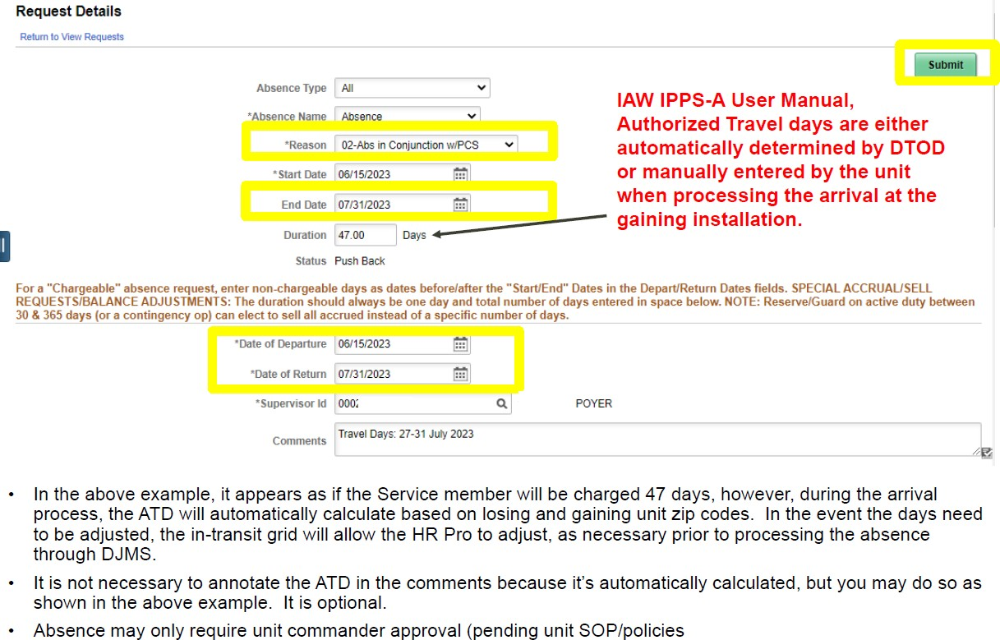 Request Details
Return to View Requests
Submit
Absence Type All
*Absence Name Absence
*Reason 02-Abs in Conjunction w/PCS
*Start Date 06/15/2023
End Date 07/31/2023
Duration 47.00 Days
Status Push Back
IAW IPPS-A User Manual,
Authorized Travel days are either
automatically determined by DTOD
or manually entered by the unit
when processing the arrival at the
gaining installation.
For a "Chargeable" absence request, enter non-chargeable days as dates before/after the "Start/End" Dates in the Depart/Return Dates fields. SPECIAL ACCRUAL/SELL
REQUESTS/BALANCE ADJUSTMENTS: The duration should always be one day and total number of days entered in space below. NOTE: Reserve/Guard on active duty between
30 & 365 days (or a contingency op) can elect to sell all accrued instead of a specific number of days.
*Date of Departure 06/15/2023
*Date of Return 07/31/2023
*Supervisor Id 0002 POYER
Comments Travel Days: 27-31 July 2023
• In the above example, it appears as if the Service member will be charged 47 days, however, during the arrival
process, the ATD will automatically calculate based on losing and gaining unit zip codes. In the event the days need
to be adjusted, the in-transit grid will allow the HR Pro to adjust, as necessary prior to processing the absence
through DJMS.
• It is not necessary to annotate the ATD in the comments because it's automatically calculated, but you may do so as
shown in the above example. It is optional.
• Absence may only require unit commander approval (pending unit SOP/policies